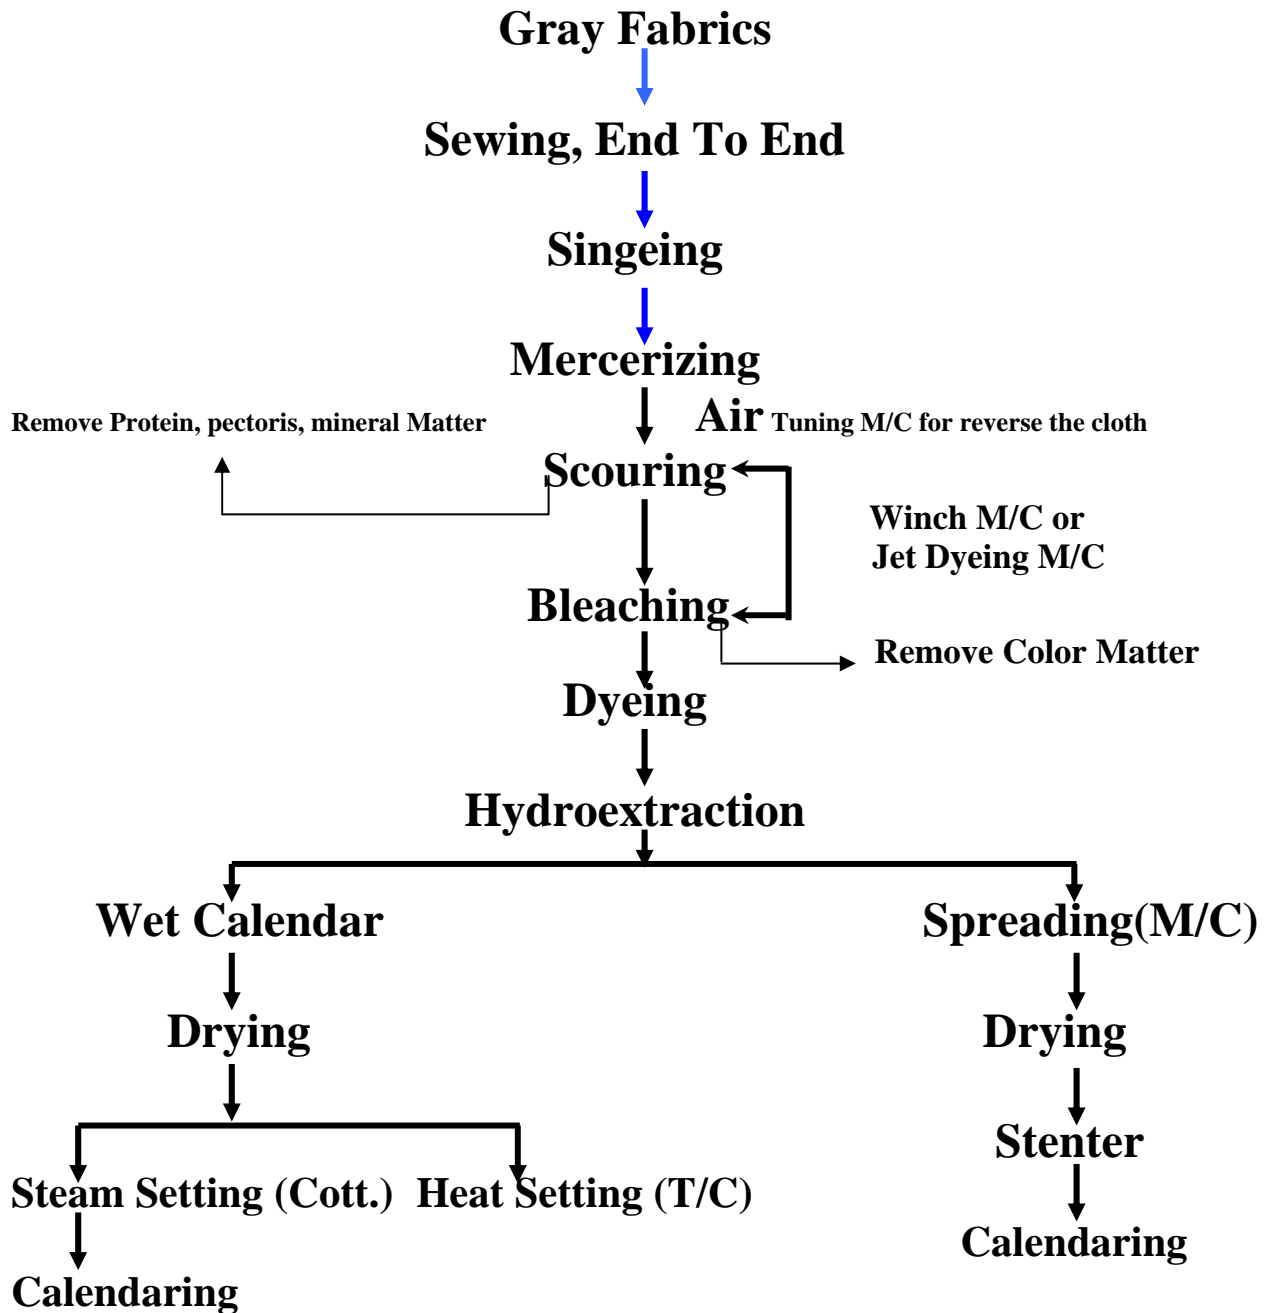 Gray Fabrics
Sewing, End To End
Singeing
Mercerizing
Remove Protein, pectoris, mineral Matter
Air Tuning M/C for reverse the cloth
Scouring
Winch M/C or
Jet Dyeing M/C
Bleaching
Remove Color Matter
Dyeing
Hydroextraction
Wet Calendar
Spreading(M/C)
Drying
Drying
Stenter
Steam Setting (Cott.)
Heat Setting (T/C)
Calendaring
Calendaring